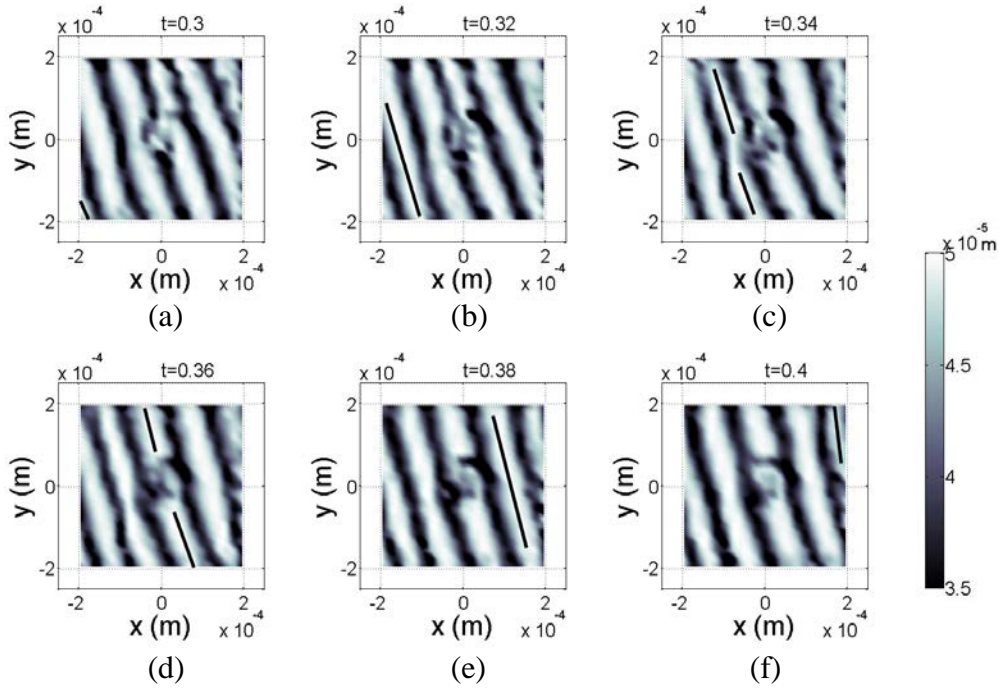 x 10⁻⁴ t=0.3
2
0
-2
y (m)
-2 0 2
x (m) x 10⁻⁴
(a)
x 10⁻⁴ t=0.32
2
0
-2
y (m)
-2 0 2
x (m) x 10⁻⁴
(b)
x 10⁻⁴ t=0.34
2
0
-2
y (m)
-2 0 2
x (m) x 10⁻⁴
(c)
x 10⁻⁵ m
5
4.5
4
3.5
x 10⁻⁴ t=0.36
2
0
-2
y (m)
-2 0 2
x (m) x 10⁻⁴
(d)
x 10⁻⁴ t=0.38
2
0
-2
y (m)
-2 0 2
x (m) x 10⁻⁴
(e)
x 10⁻⁴ t=0.4
2
0
-2
y (m)
-2 0 2
x (m) x 10⁻⁴
(f)